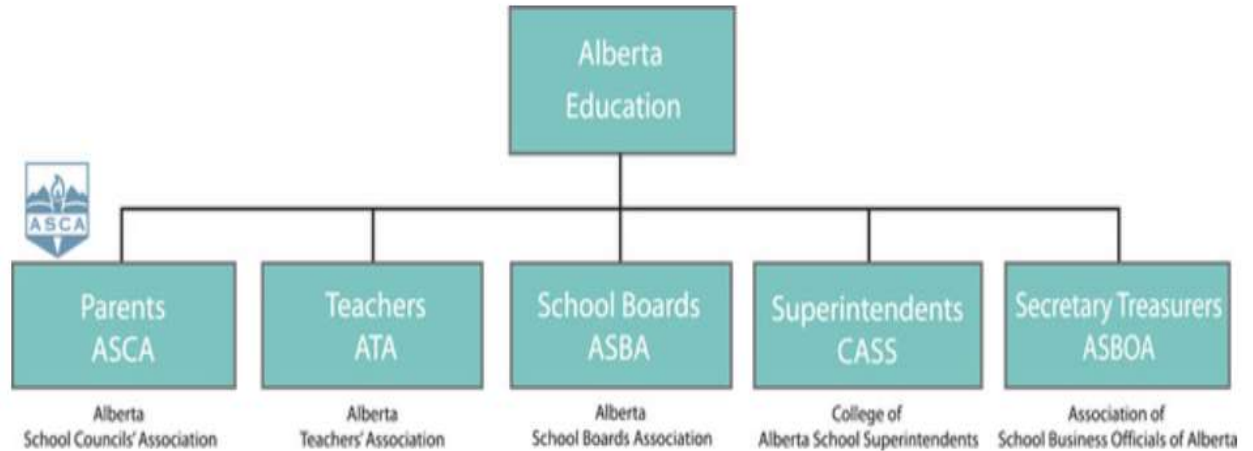 Alberta
Education
ASCA
Parents
ASCA
Teachers
ATA
School Boards
ASBA
Superintendents
CASS
Secretary Treasurers
ASBOA
Alberta
School Councils' Association
Alberta
Teachers' Association
Alberta
School Boards Association
College of
Alberta School Superintendents
Association of
School Business Officials of Alberta